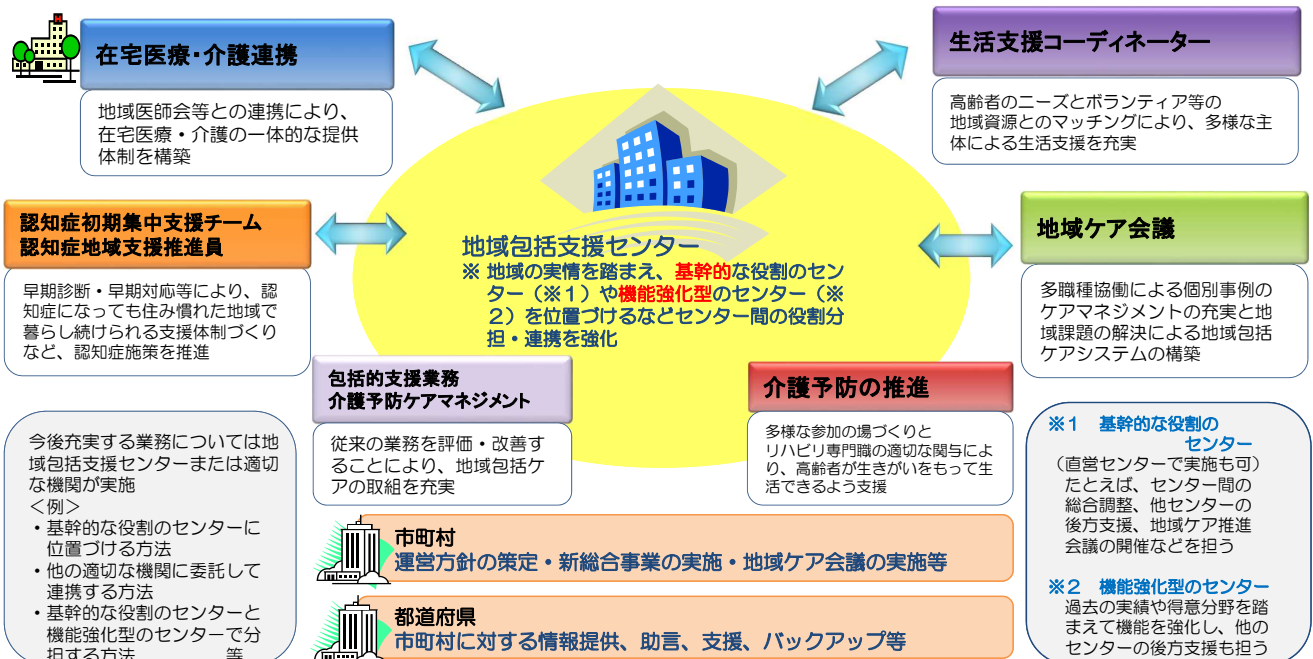 在宅医療・介護連携
地域医師会等との連携により、
在宅医療・介護の一体的な提供
体制を構築
生活支援コーディネーター
高齢者のニーズとボランティア等の
地域資源とのマッチングにより、多様な主
体による生活支援を充実
認知症初期集中支援チーム
認知症地域支援推進員
早期診断・早期対応等により、認
知症になっても住み慣れた地域で
暮らし続けられる支援体制づくり
など、認知症施策を推進
地域包括支援センター
※ 地域の実情を踏まえ、基幹的な役割のセン
ター（※１）や機能強化型のセンター（※
２）を位置づけるなどセンター間の役割分
担・連携を強化
地域ケア会議
多職種協働による個別事例の
ケアマネジメントの充実と地
域課題の解決による地域包括
ケアシステムの構築
包括的支援業務
介護予防ケアマネジメント
従来の業務を評価・改善す
ることにより、地域包括ケ
アの取組を充実
介護予防の推進
多様な参加の場づくりと
リハビリ専門職の適切な関与によ
り、高齢者が生きがいをもって生
活できるよう支援
今後充実する業務については地
域包括支援センターまたは適切
な機関が実施
＜例＞
・基幹的な役割のセンターに
位置づける方法
・他の適切な機関に委託して
連携する方法
・基幹的な役割のセンターと
機能強化型のセンターで分
担する方法 等
市町村
運営方針の策定・新総合事業の実施・地域ケア会議の実施等
都道府県
市町村に対する情報提供、助言、支援、バックアップ等
※１ 基幹的な役割の
センター
（直営センターで実施も可）
たとえば、センター間の
総合調整、他センターの
後方支援、地域ケア推進
会議の開催などを担う
※２ 機能強化型のセンター
過去の実績や得意分野を踏
まえて機能を強化し、他の
センターの後方支援も担う